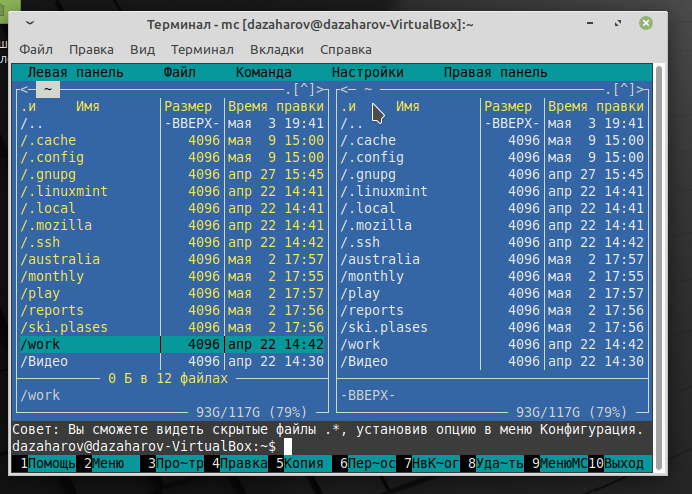 Терминал - mc [dazaharov@dazaharov-VirtualBox]:~
Файл Правка Вид Терминал Вкладки Справка
Левая панель Файл Команда Настройки Правая панель
<- ~ .[^]> <- ~ .[^]>
.и Имя Размер Время правки .и Имя Размер Время правки
/.. -ВВЕРХ- мая 3 19:41 /.. -ВВЕРХ- мая 3 19:41
/.cache 4096 мая 9 15:00 /.cache 4096 мая 9 15:00
/.config 4096 мая 9 15:00 /.config 4096 мая 9 15:00
/.gnupg 4096 апр 27 15:45 /.gnupg 4096 апр 27 15:45
/.linuxmint 4096 апр 22 14:41 /.linuxmint 4096 апр 22 14:41
/.local 4096 апр 22 14:41 /.local 4096 апр 22 14:41
/.mozilla 4096 апр 22 14:41 /.mozilla 4096 апр 22 14:41
/.ssh 4096 апр 22 14:42 /.ssh 4096 апр 22 14:42
/australia 4096 мая 2 17:57 /australia 4096 мая 2 17:57
/monthly 4096 мая 2 17:55 /monthly 4096 мая 2 17:55
/play 4096 мая 2 17:57 /play 4096 мая 2 17:57
/reports 4096 мая 2 17:56 /reports 4096 мая 2 17:56
/ski.plases 4096 мая 2 17:56 /ski.plases 4096 мая 2 17:56
/work 4096 апр 22 14:42 /work 4096 апр 22 14:42
/Видео 4096 апр 22 14:30 /Видео 4096 апр 22 14:30
0 Б в 12 файлах
/work -ВВЕРХ-
93G/117G (79%) 93G/117G (79%)
Совет: Вы сможете видеть скрытые файлы .*, установив опцию в меню Конфигурация.
dazaharov@dazaharov-VirtualBox:~$
1Помощь 2Меню 3Про~тр 4Правка 5Копия 6Пер~ос 7НвК~ог 8Уда~ть 9МенюMC 10Выход